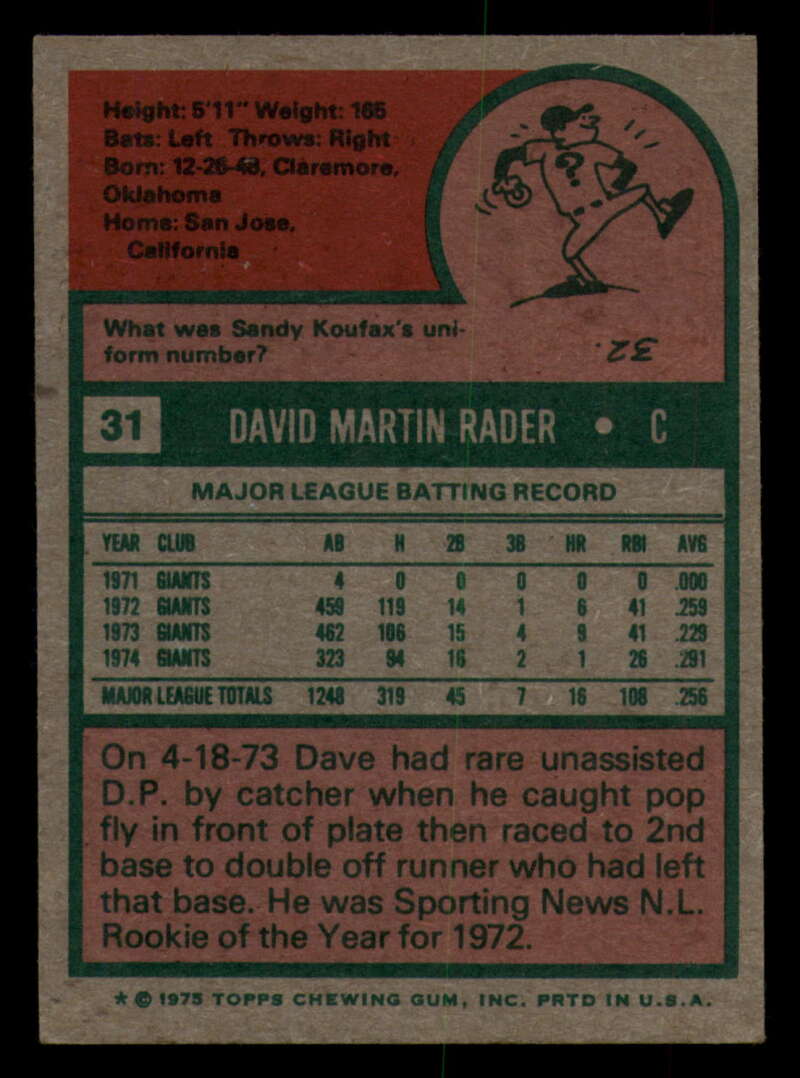 Height: 5'11" Weight: 165
Bats: Left Throws: Right
Born: 12-26-48, Claremore,
Oklahoma
Home: San Jose,
California
?
What was Sandy Koufax's uni-
form number?
32.
31 DAVID MARTIN RADER • C
MAJOR LEAGUE BATTING RECORD
YEAR CLUB AB H 2B 3B HR RBI AVG
1971 GIANTS 4 0 0 0 0 0 .000
1972 GIANTS 459 119 14 1 6 41 .259
1973 GIANTS 462 106 15 4 9 41 .229
1974 GIANTS 323 94 16 2 1 26 .291
MAJOR LEAGUE TOTALS 1248 319 45 7 16 108 .256
On 4-18-73 Dave had rare unassisted
D.P. by catcher when he caught pop
fly in front of plate then raced to 2nd
base to double off runner who had left
that base. He was Sporting News N.L.
Rookie of the Year for 1972.
* © 1975 TOPPS CHEWING GUM, INC. PRTD IN U.S.A.